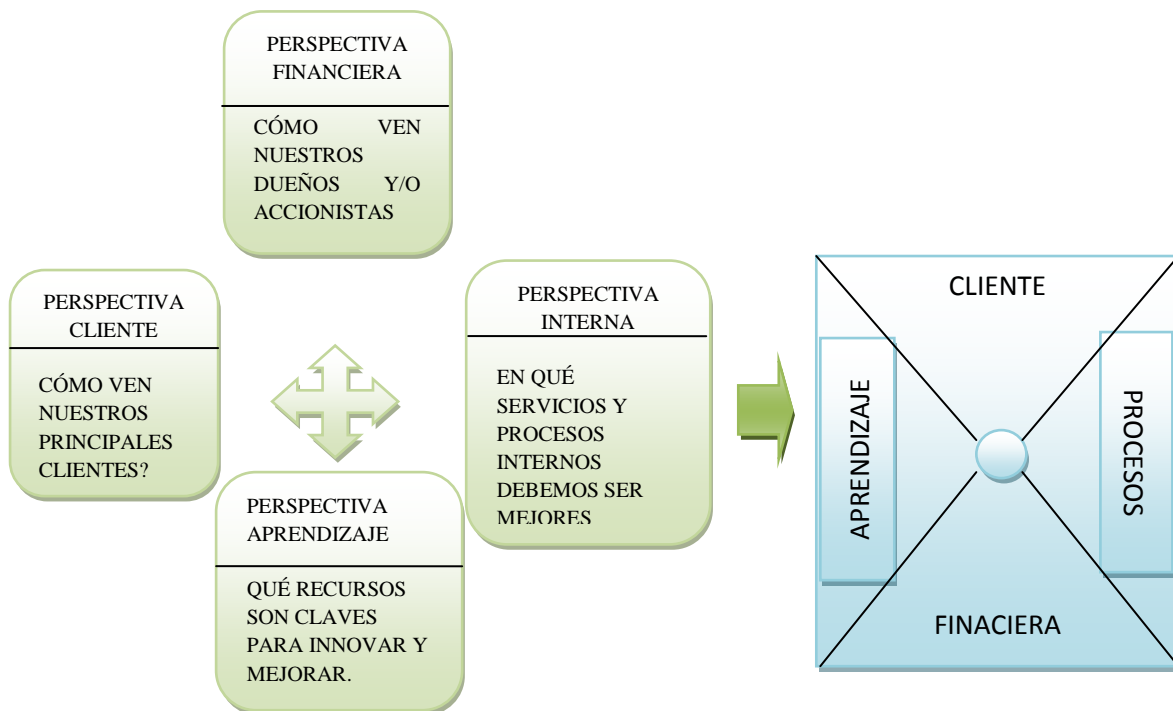 PERSPECTIVA
FINANCIERA
CÓMO VEN
NUESTROS
DUEÑOS Y/O
ACCIONISTAS
PERSPECTIVA
CLIENTE
CÓMO VEN
NUESTROS
PRINCIPALES
CLIENTES?
PERSPECTIVA
INTERNA
EN QUÉ
SERVICIOS Y
PROCESOS
INTERNOS
DEBEMOS SER
MEJORES
PERSPECTIVA
APRENDIZAJE
QUÉ RECURSOS
SON CLAVES
PARA INNOVAR Y
MEJORAR.
CLIENTE
APRENDIZAJE
PROCESOS
FINACIERA